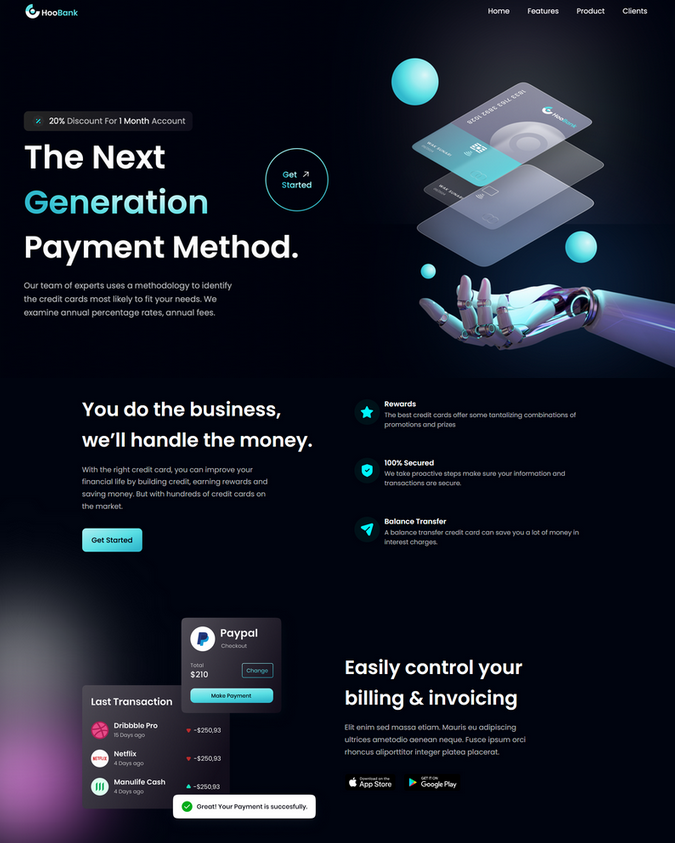 HooBank
Home Features Product Clients
20% Discount For 1 Month Account
The Next
Generation
Payment Method.
Get
Started
Our team of experts uses a methodology to identify
the credit cards most likely to fit your needs. We
examine annual percentage rates, annual fees.
HooBank
You do the business,
we’ll handle the money.
With the right credit card, you can improve your
financial life by building credit, earning rewards and
saving money. But with hundreds of credit cards on
the market.
Get Started
Rewards
The best credit cards offer some tantalizing combinations of
promotions and prizes
100% Secured
We take proactive steps make sure your information and
transactions are secure.
Balance Transfer
A balance transfer credit card can save you a lot of money in
interest charges.
Paypal
Checkout
Total
$210
Change
Make Payment
Last Transaction
Dribbble Pro
15 Days ago
-$250,93
NETFLIX
Netflix
4 Days ago
-$250,93
Manulife Cash
4 Days ago
-$250,93
Great! Your Payment is succesfully.
Easily control your
billing & invoicing
Elit enim sed massa etiam. Mauris eu adipiscing
ultrices ametodio aenean neque. Fusce ipsum orci
rhoncus aliporttitor integer platea placerat.
Download on the
App Store
GET IT ON
Google Play